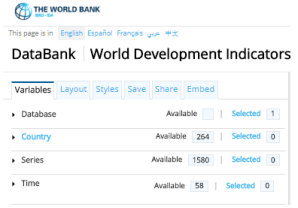 THE WORLD BANK
IBRD • IDA
This page is in English Español Français عربي 中文
DataBank World Development Indicators
Variables Layout Styles Save Share Embed
Database Available | Selected 1
Country Available 264 | Selected 0
Series Available 1580 | Selected 0
Time Available 58 | Selected 0